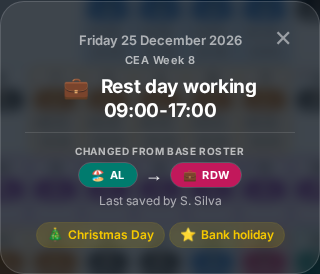 Friday 25 December 2026
CEA Week 8
Rest day working
09:00-17:00
CHANGED FROM BASE ROSTER
AL → RDW
Last saved by S. Silva
Christmas Day Bank holiday